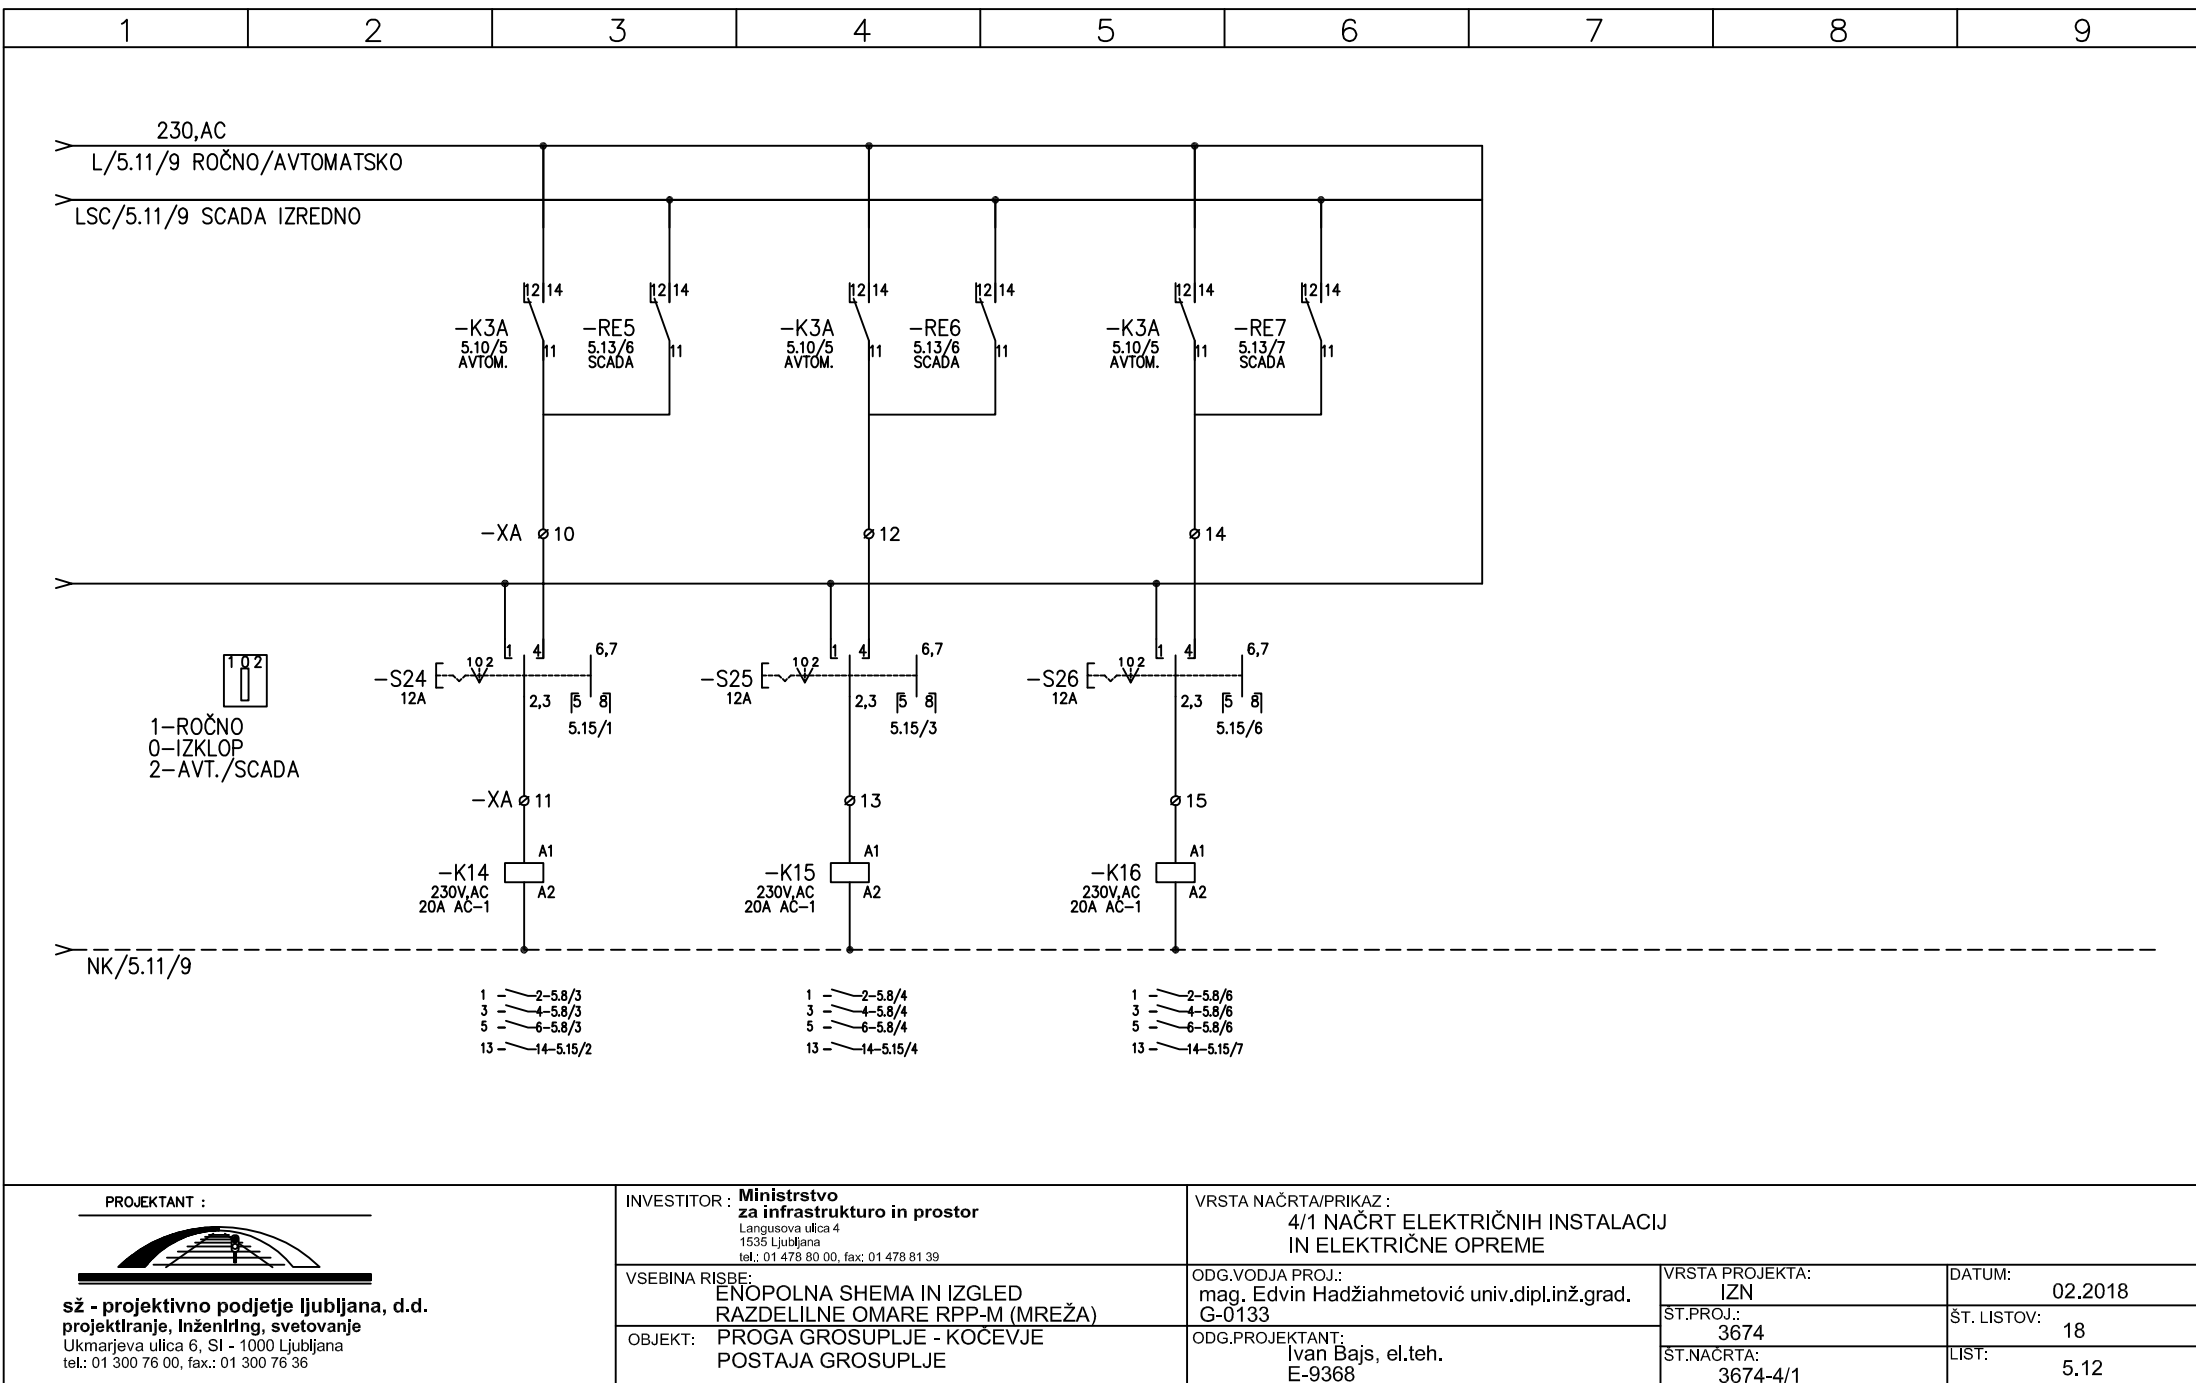 1 2 3 4 5 6 7 8 9
230,AC
L/5.11/9 ROČNO/AVTOMATSKO
LSC/5.11/9 SCADA IZREDNO
12 14 12 14 12 14 12 14 12 14 12 14
-K3A -RE5 -K3A -RE6 -K3A -RE7
5.10/5 5.13/6 5.10/5 5.13/6 5.10/5 5.13/7
11 11 11 11 11 11
AVTOM. SCADA AVTOM. SCADA AVTOM. SCADA
-XA 10 12 14
1 4 6,7 1 4 6,7 1 4 6,7
1 0 2 1 0 2 1 0 2 1 0 2
-S24 -S25 -S26
12A 2,3 5 8 12A 2,3 5 8 12A 2,3 5 8
5.15/1 5.15/3 5.15/6
1-ROČNO
0-IZKLOP
2-AVT./SCADA
-XA 11 13 15
A1 A1 A1
-K14 -K15 -K16
230V,AC A2 230V,AC A2 230V,AC A2
20A AC-1 20A AC-1 20A AC-1
NK/5.11/9
1 2-5.8/3 1 2-5.8/4 1 2-5.8/6
3 4-5.8/3 3 4-5.8/4 3 4-5.8/6
5 6-5.8/3 5 6-5.8/4 5 6-5.8/6
13 14-5.15/2 13 14-5.15/4 13 14-5.15/7
PROJEKTANT :
sž - projektivno podjetje ljubljana, d.d.
projektiranje, inženiring, svetovanje
Ukmarjeva ulica 6, SI - 1000 Ljubljana
tel.: 01 300 76 00, fax.: 01 300 76 36
INVESTITOR : Ministrstvo
za infrastrukturo in prostor
Langusova ulica 4
1535 Ljubljana
tel.: 01 478 80 00, fax: 01 478 81 39
VSEBINA RISBE:
ENOPOLNA SHEMA IN IZGLED
RAZDELILNE OMARE RPP-M (MREŽA)
OBJEKT: PROGA GROSUPLJE - KOČEVJE
POSTAJA GROSUPLJE
VRSTA NAČRTA/PRIKAZ :
4/1 NAČRT ELEKTRIČNIH INSTALACIJ
IN ELEKTRIČNE OPREME
ODG.VODJA PROJ.:
mag. Edvin Hadžiahmetović univ.dipl.inž.grad.
G-0133
ODG.PROJEKTANT:
Ivan Bajs, el.teh.
E-9368
VRSTA PROJEKTA:
IZN
ŠT.PROJ.:
3674
ŠT.NAČRTA:
3674-4/1
DATUM:
02.2018
ŠT. LISTOV:
18
LIST:
5.12